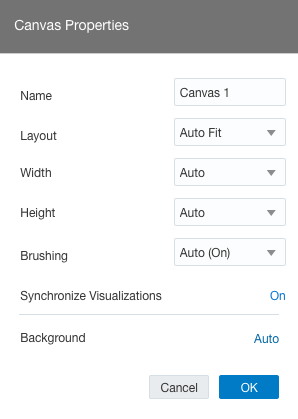 Canvas Properties
Name Canvas 1
Layout Auto Fit
Width Auto
Height Auto
Brushing Auto (On)
Synchronize Visualizations On
Background Auto
Cancel OK